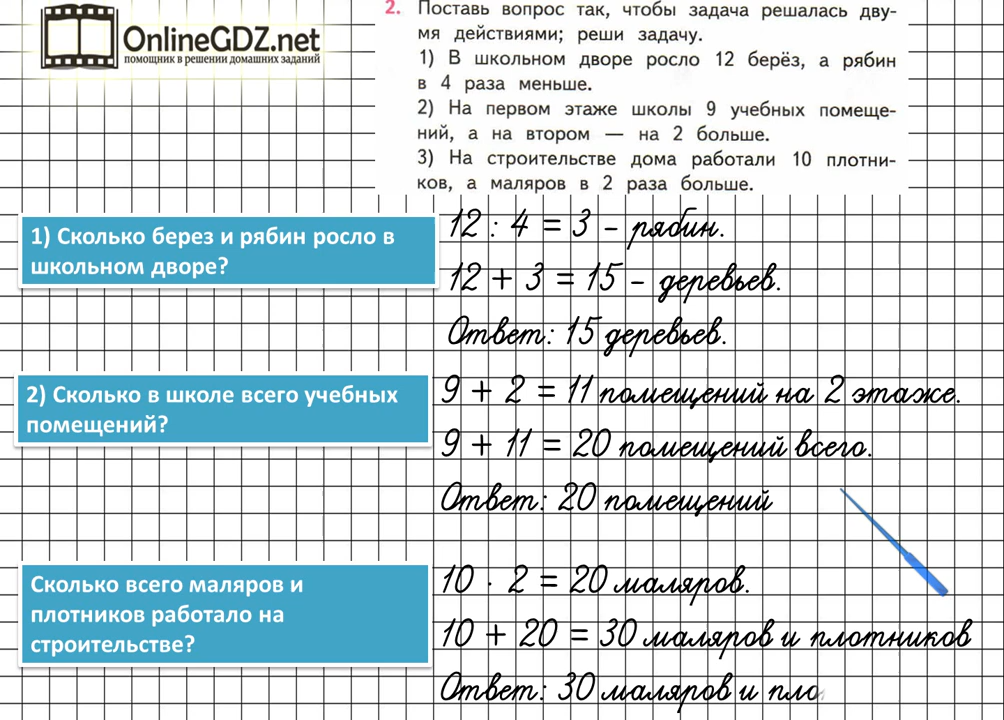 OnlineGDZ.net
помощник в решении домашних заданий
2. Поставь вопрос так, чтобы задача решалась дву-
мя действиями; реши задачу.
1) В школьном дворе росло 12 берёз, а рябин
в 4 раза меньше.
2) На первом этаже школы 9 учебных помеще-
ний, а на втором — на 2 больше.
3) На строительстве дома работали 10 плотни-
ков, а маляров в 2 раза больше.
1) Сколько берез и рябин росло в
школьном дворе?
12 : 4 = 3 – рябин.
12 + 3 = 15 – деревьев.
Ответ: 15 деревьев.
2) Сколько в школе всего учебных
помещений?
9 + 2 = 11 помещений на 2 этаже.
9 + 11 = 20 помещений всего.
Ответ: 20 помещений
Сколько всего маляров и
плотников работало на
строительстве?
10 · 2 = 20 маляров.
10 + 20 = 30 маляров и плотников
Ответ: 30 маляров и пло